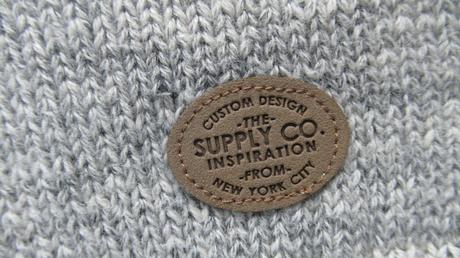 CUSTOM DESIGN
-THE-
SUPPLY CO.
INSPIRATION
-FROM-
NEW YORK CITY